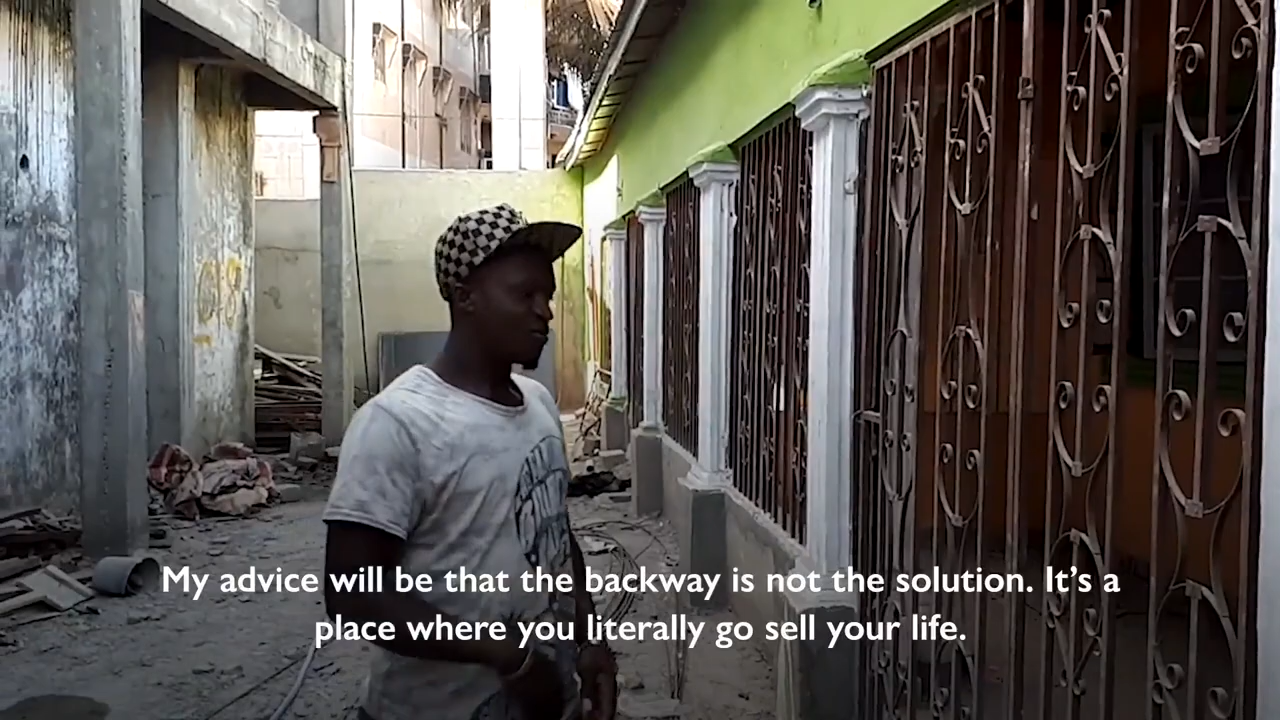 My advice will be that the backway is not the solution. It’s a
place where you literally go sell your life.